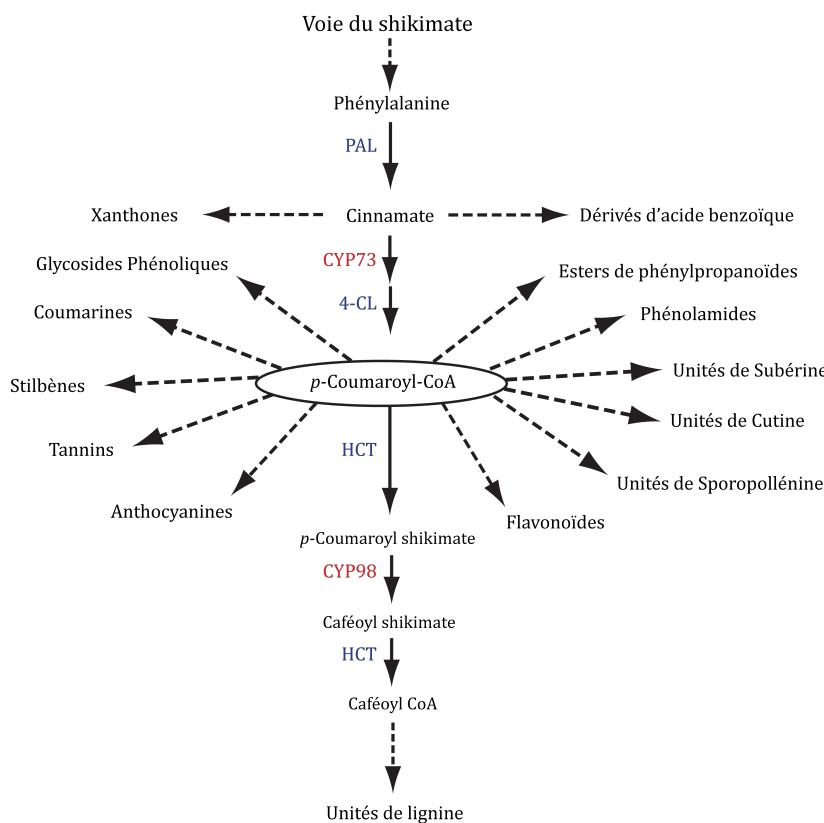 Voie du shikimate
Phénylalanine
PAL
Xanthones
Cinnamate
Dérivés d'acide benzoïque
CYP73
Glycosides Phénoliques
Esters de phénylpropanoïdes
4-CL
Coumarines
Phénolamides
Stilbènes
p-Coumaroyl-CoA
Unités de Subérine
Tannins
HCT
Unités de Cutine
Anthocyanines
Unités de Sporopollénine
Flavonoïdes
p-Coumaroyl shikimate
CYP98
Caféoyl shikimate
HCT
Caféoyl CoA
Unités de lignine